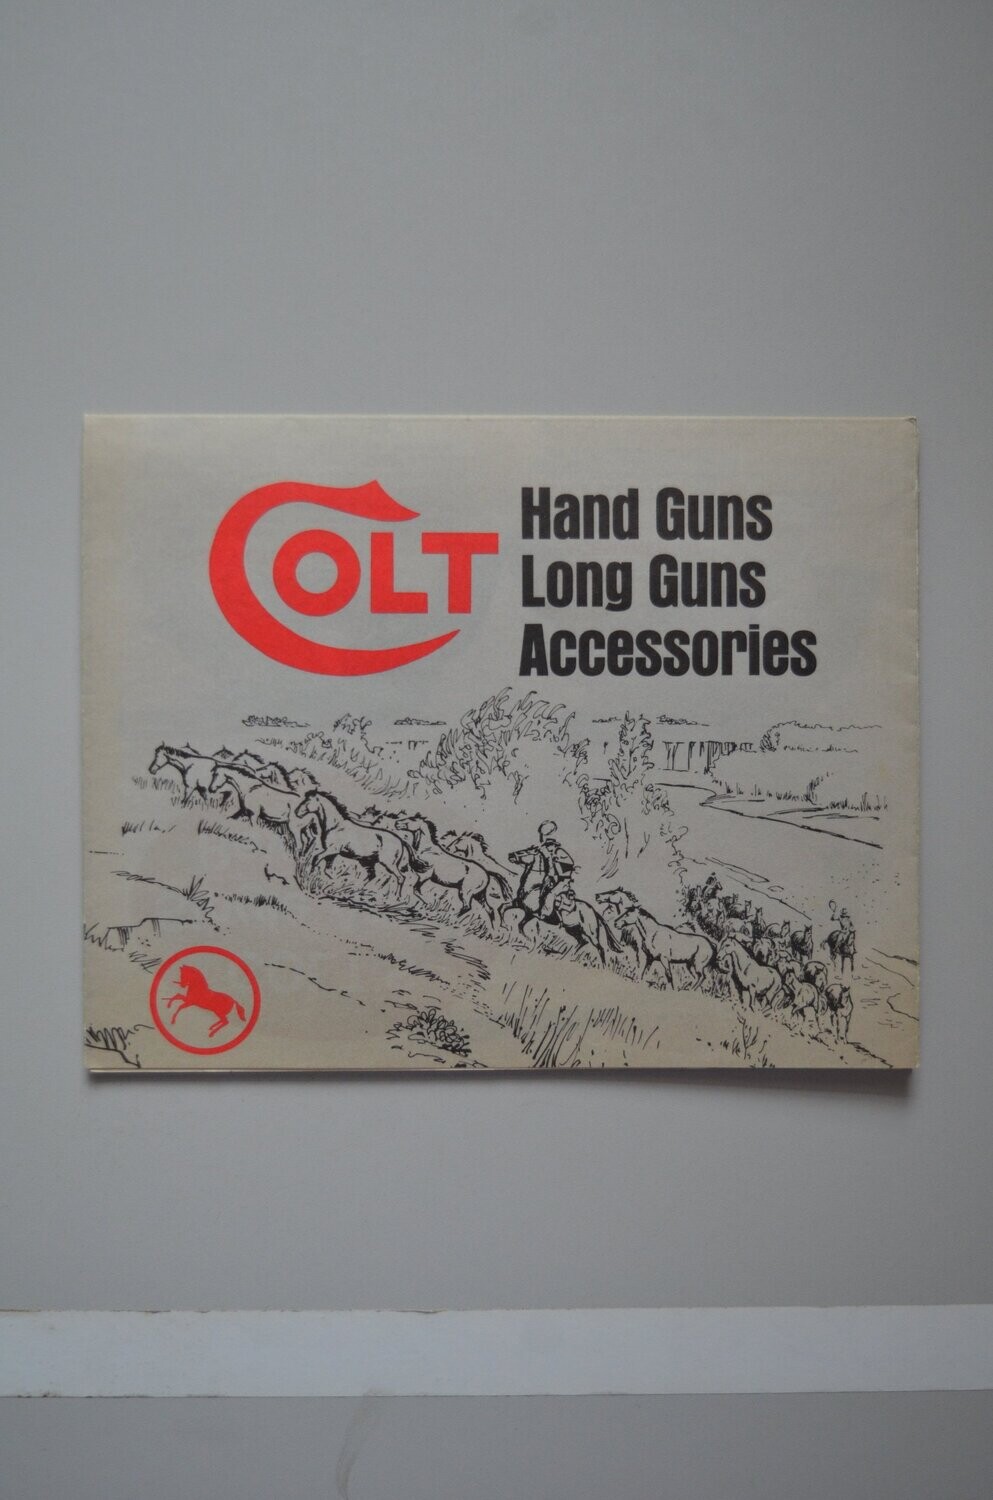 COLT
Hand Guns
Long Guns
Accessories